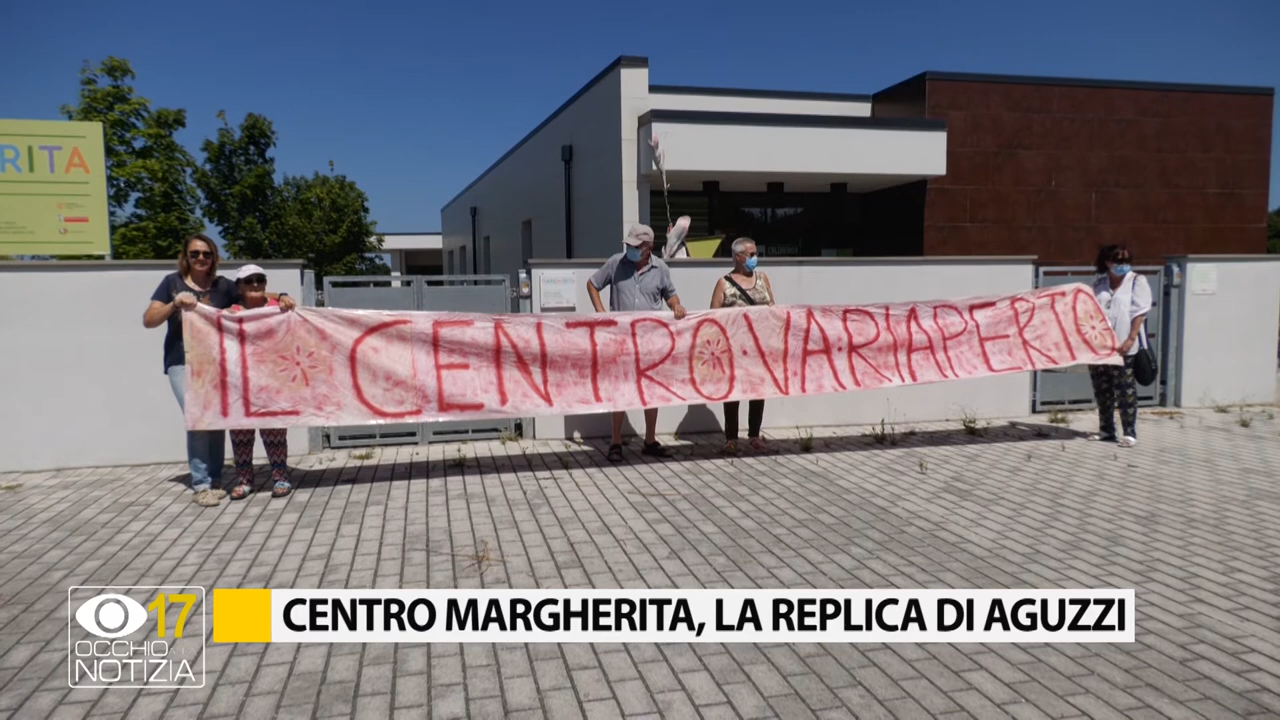 RITA
IL CENTRO·VA·RIAPERTO
17
OCCHIO ALLA
NOTIZIA
CENTRO MARGHERITA, LA REPLICA DI AGUZZI